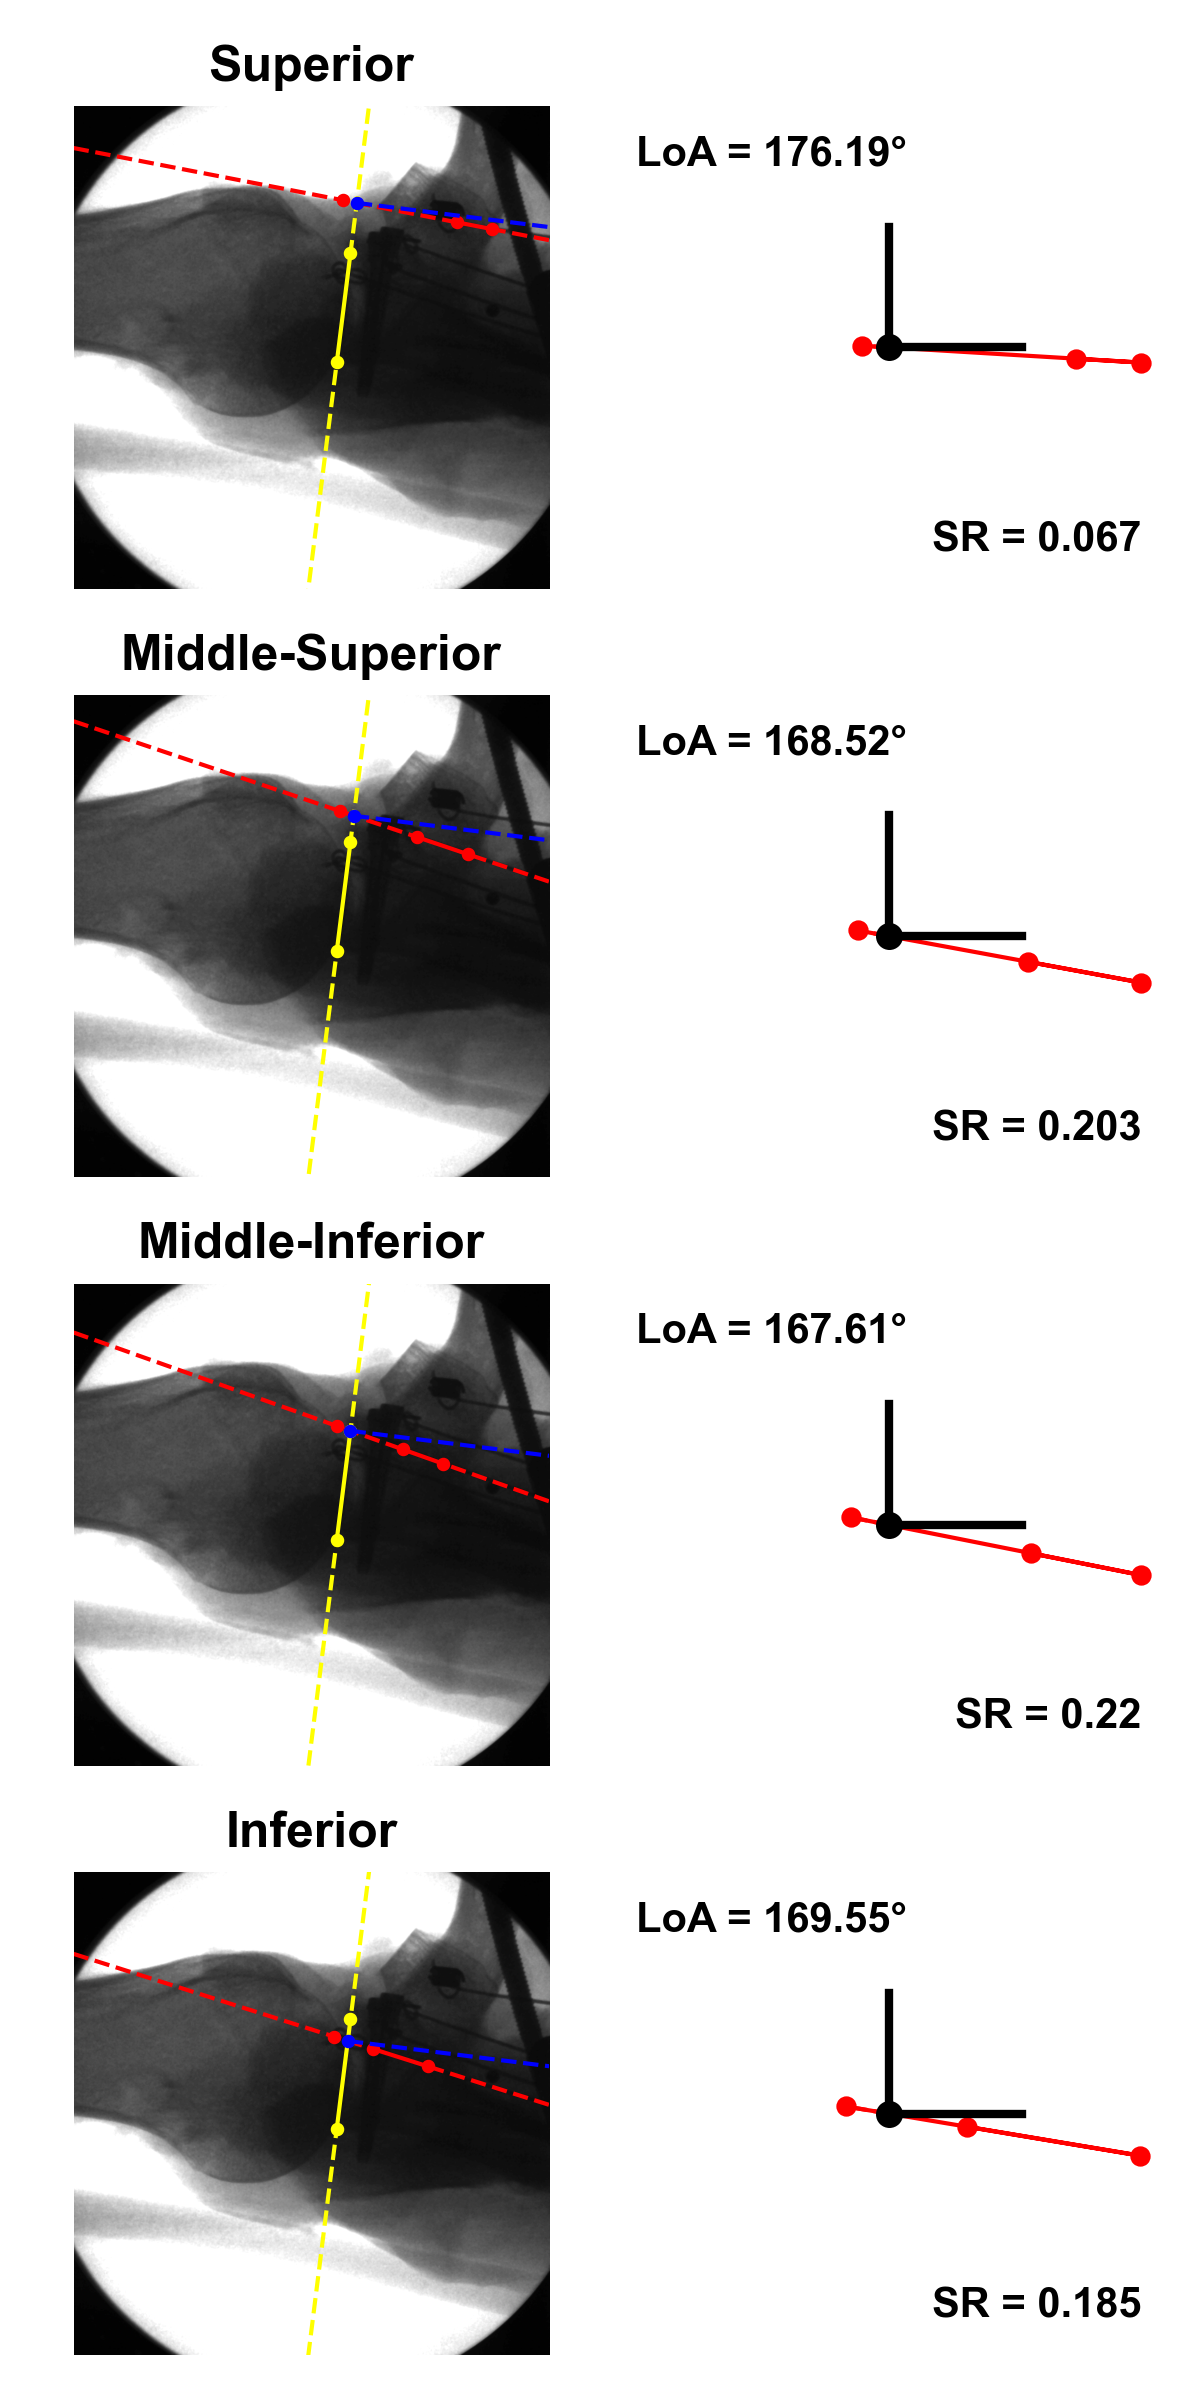 Superior
LoA = 176.19°
SR = 0.067
Middle-Superior
LoA = 168.52°
SR = 0.203
Middle-Inferior
LoA = 167.61°
SR = 0.22
Inferior
LoA = 169.55°
SR = 0.185